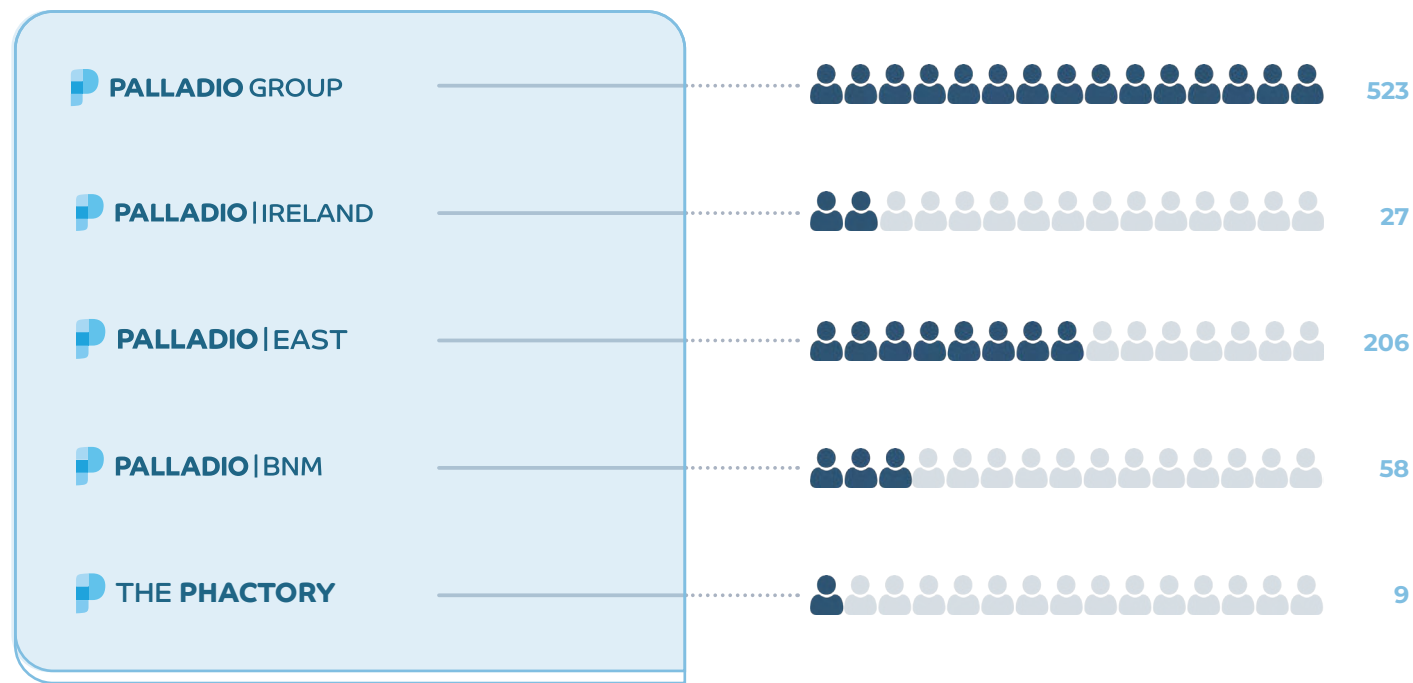 PALLADIO GROUP 523
PALLADIO | IRELAND 27
PALLADIO | EAST 206
PALLADIO | BNM 58
THE PHACTORY 9